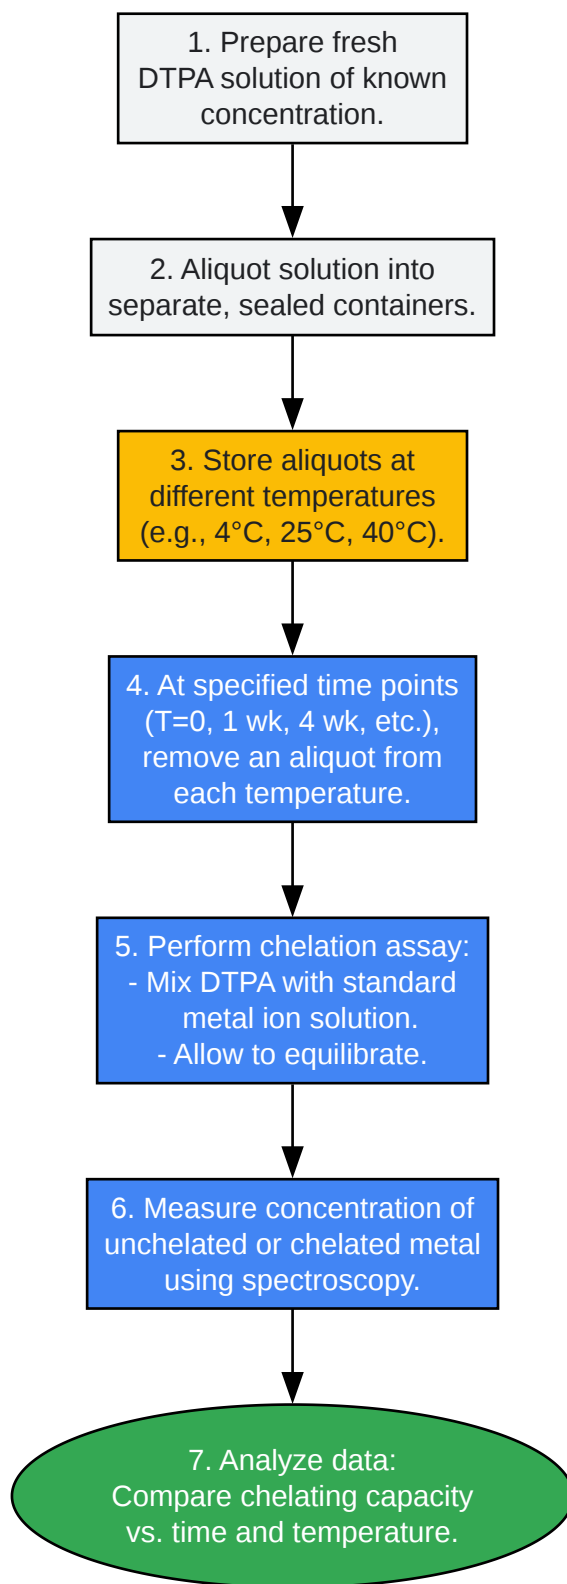 1. Prepare fresh
DTPA solution of known
concentration.
2. Aliquot solution into
separate, sealed containers.
3. Store aliquots at
different temperatures
(e.g., 4°C, 25°C, 40°C).
4. At specified time points
(T=0, 1 wk, 4 wk, etc.),
remove an aliquot from
each temperature.
5. Perform chelation assay:
- Mix DTPA with standard
metal ion solution.
- Allow to equilibrate.
6. Measure concentration of
unchelated or chelated metal
using spectroscopy.
7. Analyze data:
Compare chelating capacity
vs. time and temperature.